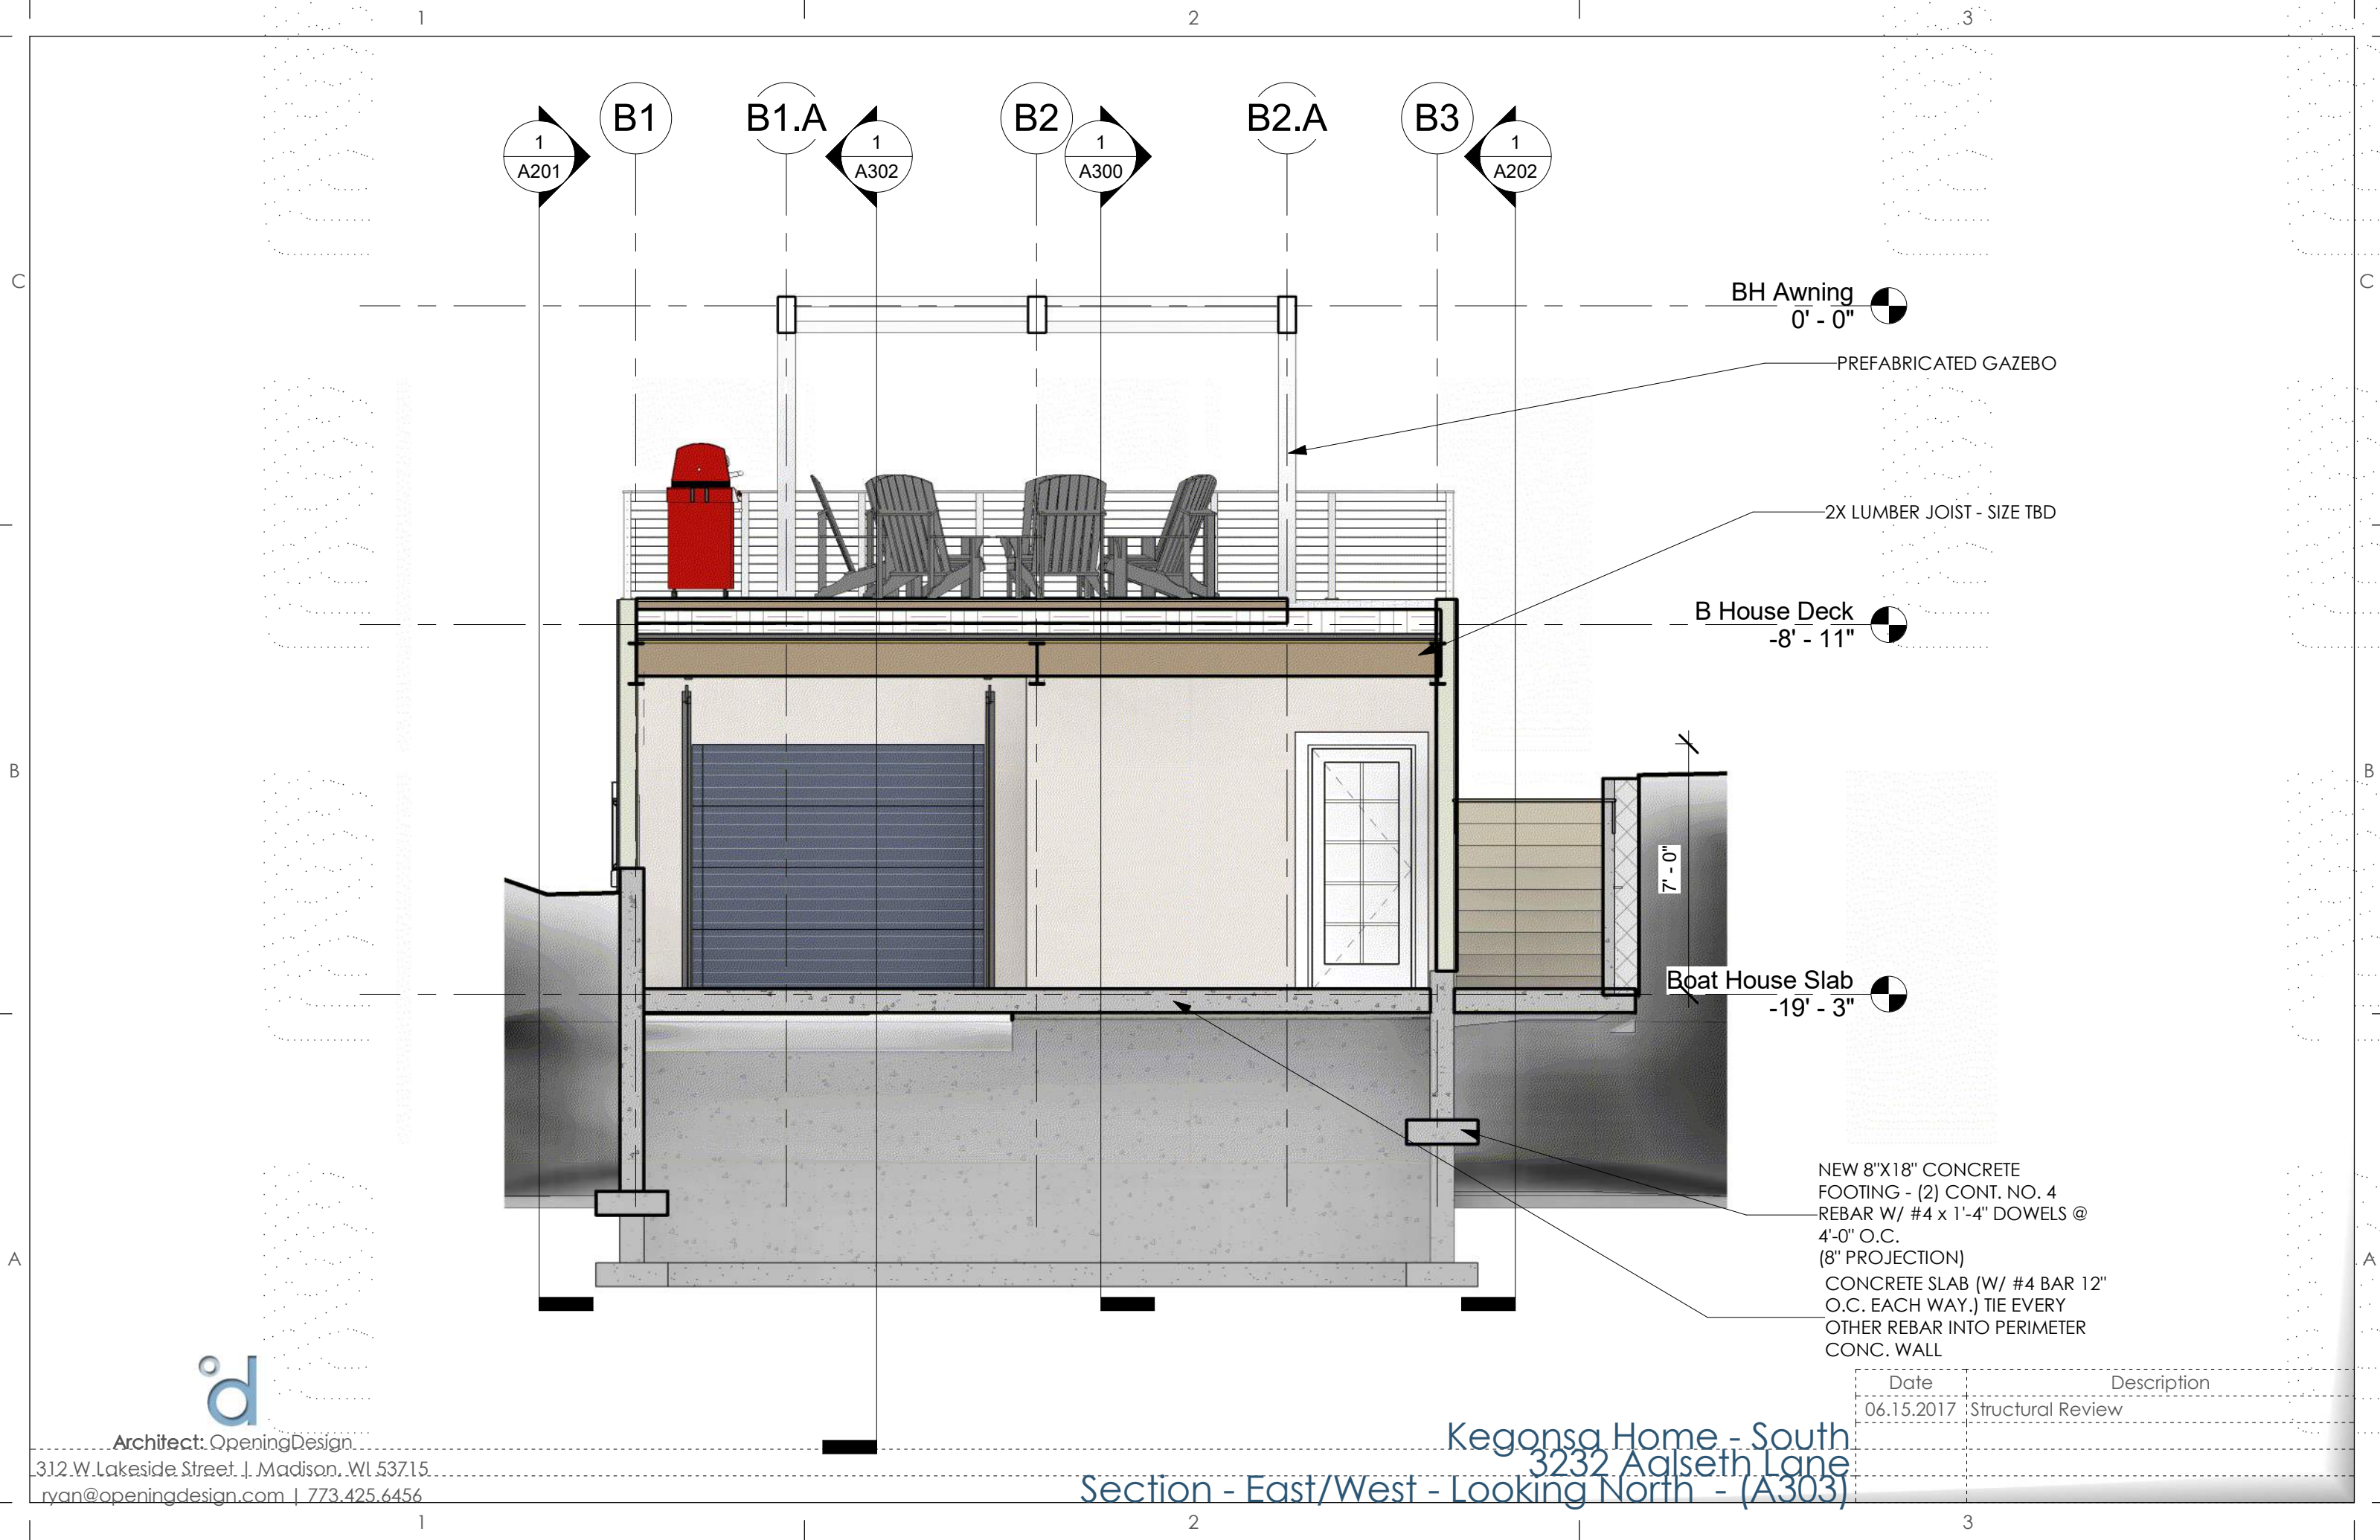 1
2
3
B1
B1.A
B2
B2.A
B3
1
A201
1
A302
1
A300
1
A202
C
C
BH Awning
0' - 0"
PREFABRICATED GAZEBO
2X LUMBER JOIST - SIZE TBD
B House Deck
-8' - 11"
B
B
7' - 0"
Boat House Slab
-19' - 3"
NEW 8"X18" CONCRETE
FOOTING - (2) CONT. NO. 4
REBAR W/ #4 x 1'-4" DOWELS @
4'-0" O.C.
(8" PROJECTION)
A
A
CONCRETE SLAB (W/ #4 BAR 12"
O.C. EACH WAY.) TIE EVERY
OTHER REBAR INTO PERIMETER
CONC. WALL
d
Date
Description
06.15.2017
Structural Review
Architect: OpeningDesign
312 W Lakeside Street | Madison, WI 53715
ryan@openingdesign.com | 773.425.6456
Kegonsa Home - South
3232 Aalseth Lane
Section - East/West - Looking North - (A303)
1
2
3